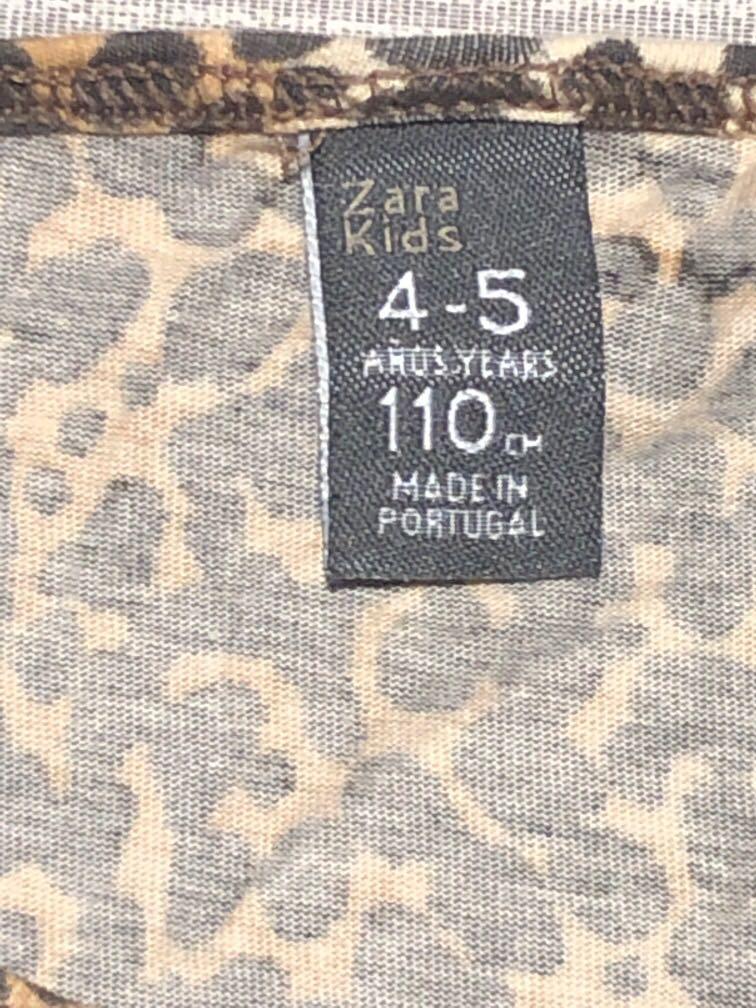 Zara
Kids
4-5
AÑOS.YEARS
110 CM
MADE IN
PORTUGAL